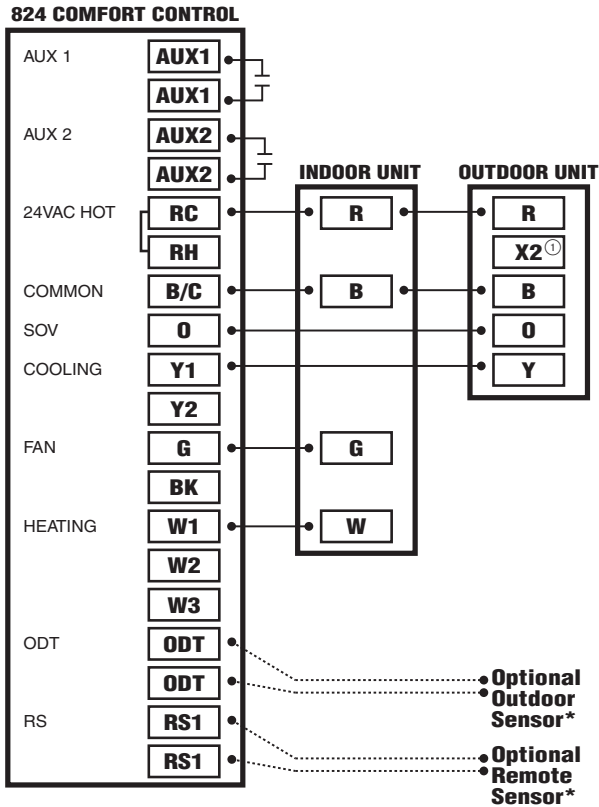 824 COMFORT CONTROL
AUX 1 AUX1
AUX1
AUX 2 AUX2
AUX2
INDOOR UNIT OUTDOOR UNIT
24VAC HOT RC R R
RH X2①
COMMON B/C B B
SOV O O
COOLING Y1 Y
Y2
FAN G G
BK
HEATING W1 W
W2
W3
ODT ODT
ODT
Optional
Outdoor
Sensor*
RS RS1
RS1
Optional
Remote
Sensor*